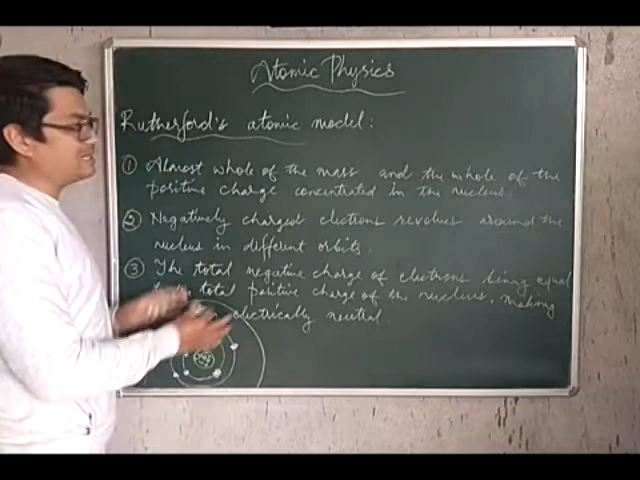 Atomic Physics
Rutherford's atomic model:
① Almost whole of the mass and the whole of the
positive charge concentrated in the nucleus.
② Negatively charged electrons revolves around the
nucleus in different orbits.
③ The total negative charge of electrons being equal
total positive charge of the nucleus, making
electrically neutral